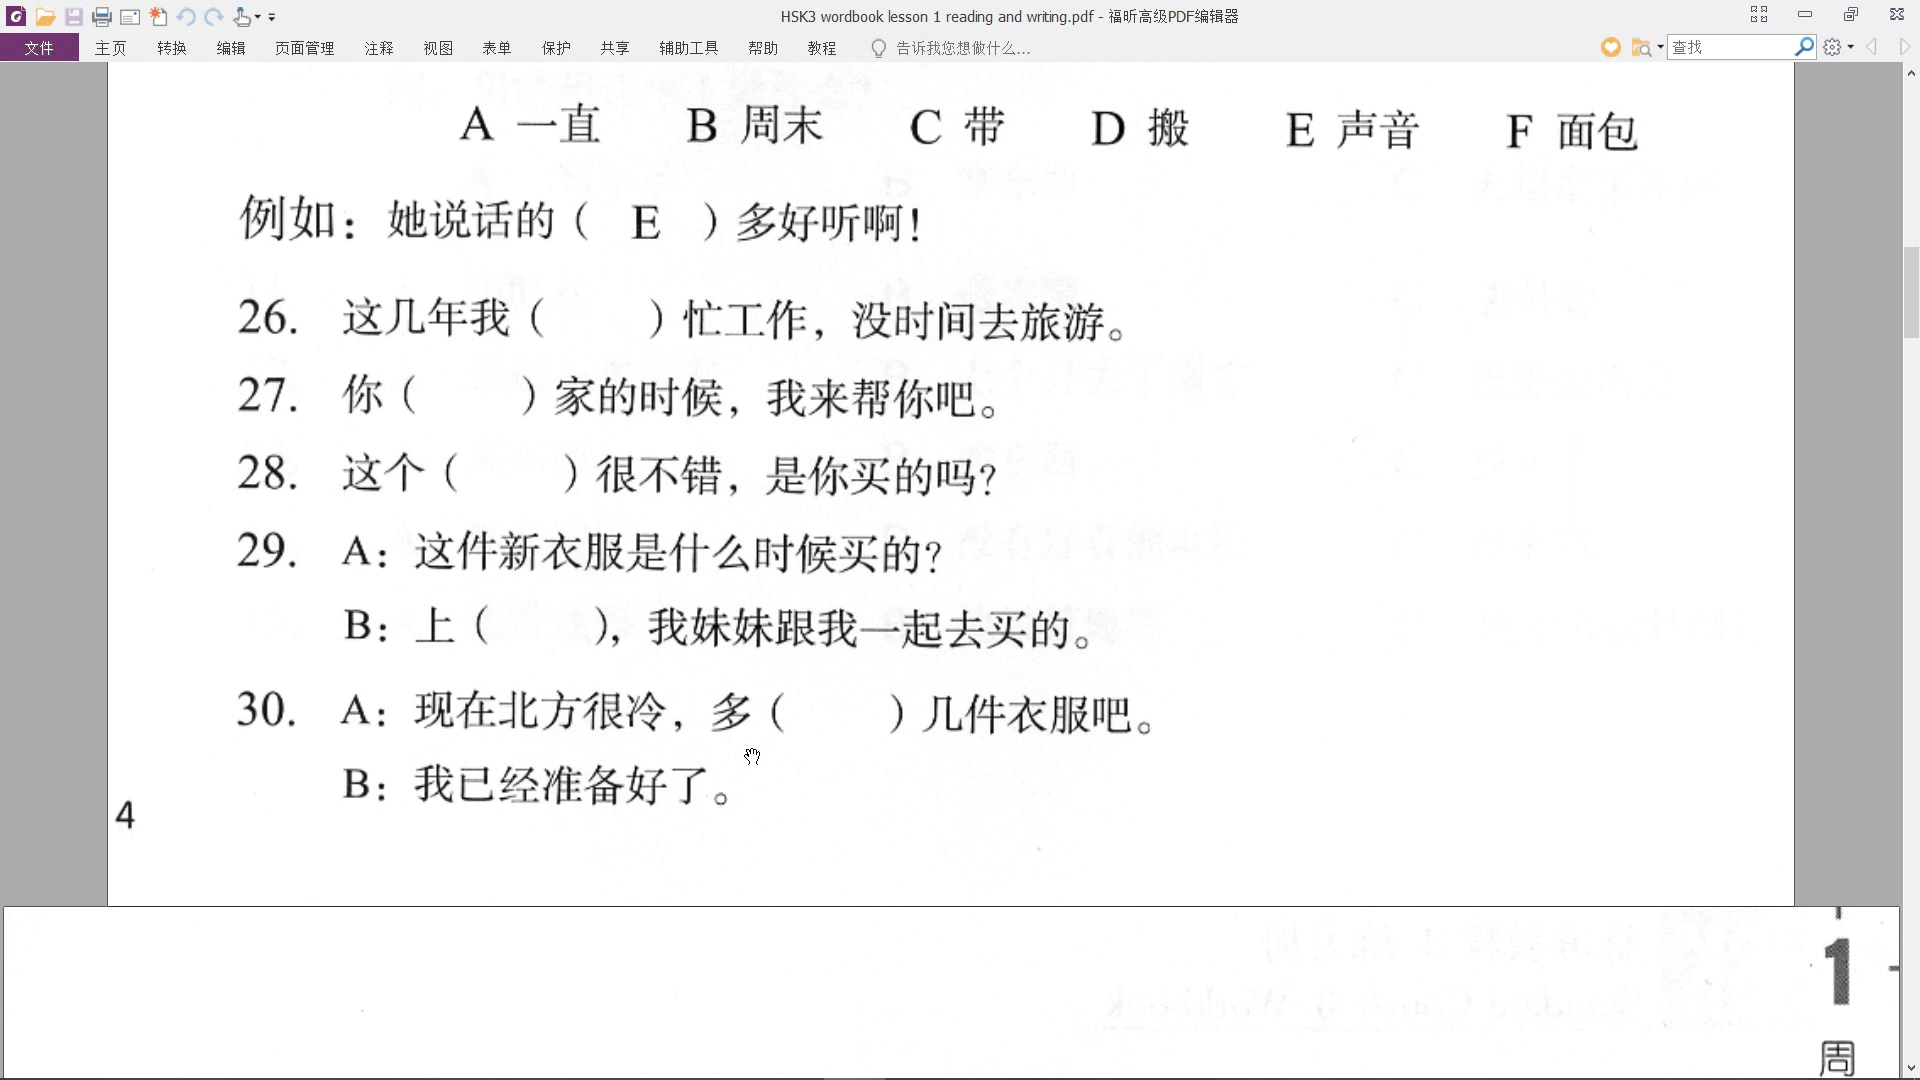 HSK3 wordbook lesson 1 reading and writing.pdf - 福昕高级PDF编辑器
文件 主页 转换 编辑 页面管理 注释 视图 表单 保护 共享 辅助工具 帮助 教程 告诉我您想做什么... 查找
A 一直 B 周末 C 带 D 搬 E 声音 F 面包
例如：她说话的（ E ）多好听啊！
26. 这几年我（ ）忙工作，没时间去旅游。
27. 你（ ）家的时候，我来帮你吧。
28. 这个（ ）很不错，是你买的吗？
29. A：这件新衣服是什么时候买的？
B：上（ ），我妹妹跟我一起去买的。
30. A：现在北方很冷，多（ ）几件衣服吧。
B：我已经准备好了。
4
1
周